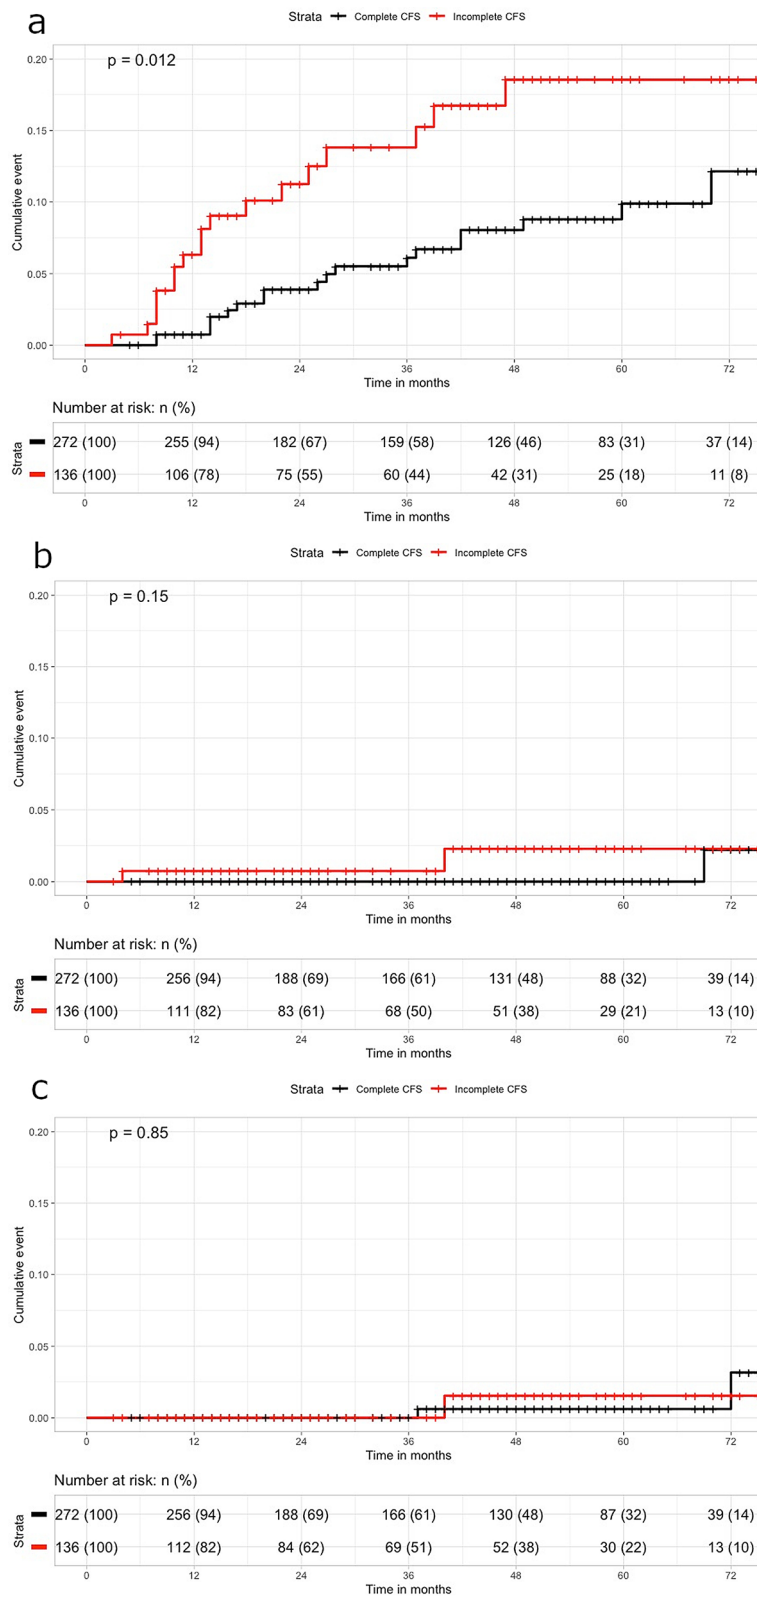 a
Strata Complete CFS Incomplete CFS
p = 0.012
0.20
0.15
0.10
0.05
0.00
Cumulative event
0 12 24 36 48 60 72
Time in months
Number at risk: n (%)
Strata
272 (100) 255 (94) 182 (67) 159 (58) 126 (46) 83 (31) 37 (14)
136 (100) 106 (78) 75 (55) 60 (44) 42 (31) 25 (18) 11 (8)
0 12 24 36 48 60 72
Time in months
b
Strata Complete CFS Incomplete CFS
p = 0.15
0.20
0.15
0.10
0.05
0.00
Cumulative event
0 12 24 36 48 60 72
Time in months
Number at risk: n (%)
Strata
272 (100) 256 (94) 188 (69) 166 (61) 131 (48) 88 (32) 39 (14)
136 (100) 111 (82) 83 (61) 68 (50) 51 (38) 29 (21) 13 (10)
0 12 24 36 48 60 72
Time in months
c
Strata Complete CFS Incomplete CFS
p = 0.85
0.20
0.15
0.10
0.05
0.00
Cumulative event
0 12 24 36 48 60 72
Time in months
Number at risk: n (%)
Strata
272 (100) 256 (94) 188 (69) 166 (61) 130 (48) 87 (32) 39 (14)
136 (100) 112 (82) 84 (62) 69 (51) 52 (38) 30 (22) 13 (10)
0 12 24 36 48 60 72
Time in months